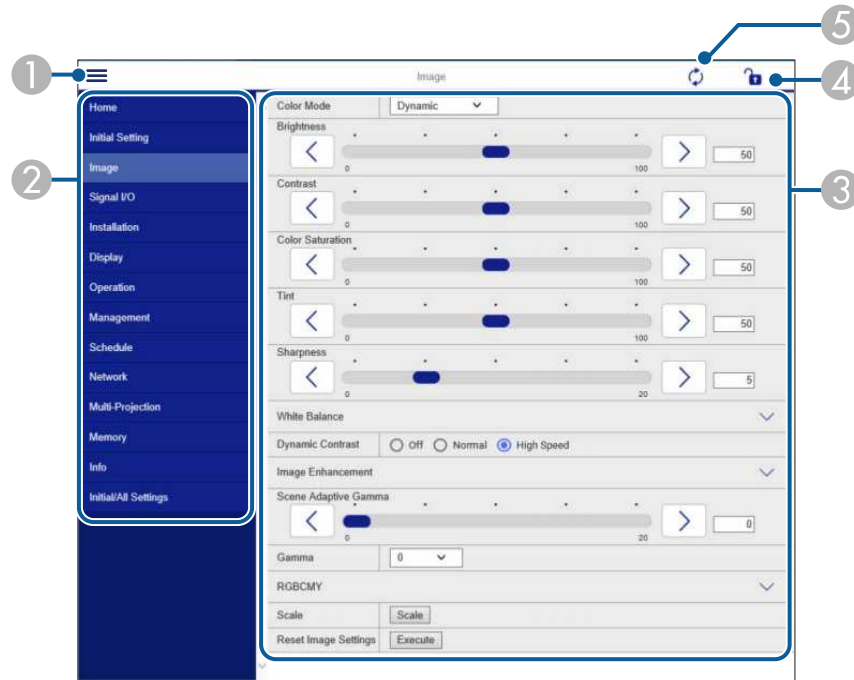 5
1
Image
4
Home
Color Mode
Dynamic
Initial Setting
Brightness
50
0
100
Image
2
Contrast
3
Signal I/O
50
0
100
Installation
Color Saturation
Display
50
0
100
Operation
Tint
Management
50
0
100
Schedule
Sharpness
Network
5
0
20
Multi-Projection
White Balance
Memory
Dynamic Contrast
Off Normal High Speed
Info
Image Enhancement
Initial/All Settings
Scene Adaptive Gamma
0
0
20
Gamma
0
RGBCMY
Scale
Scale
Reset Image Settings
Execute